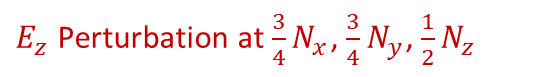 E_z Perturbation at 3/4 N_x, 3/4 N_y, 1/2 N_z